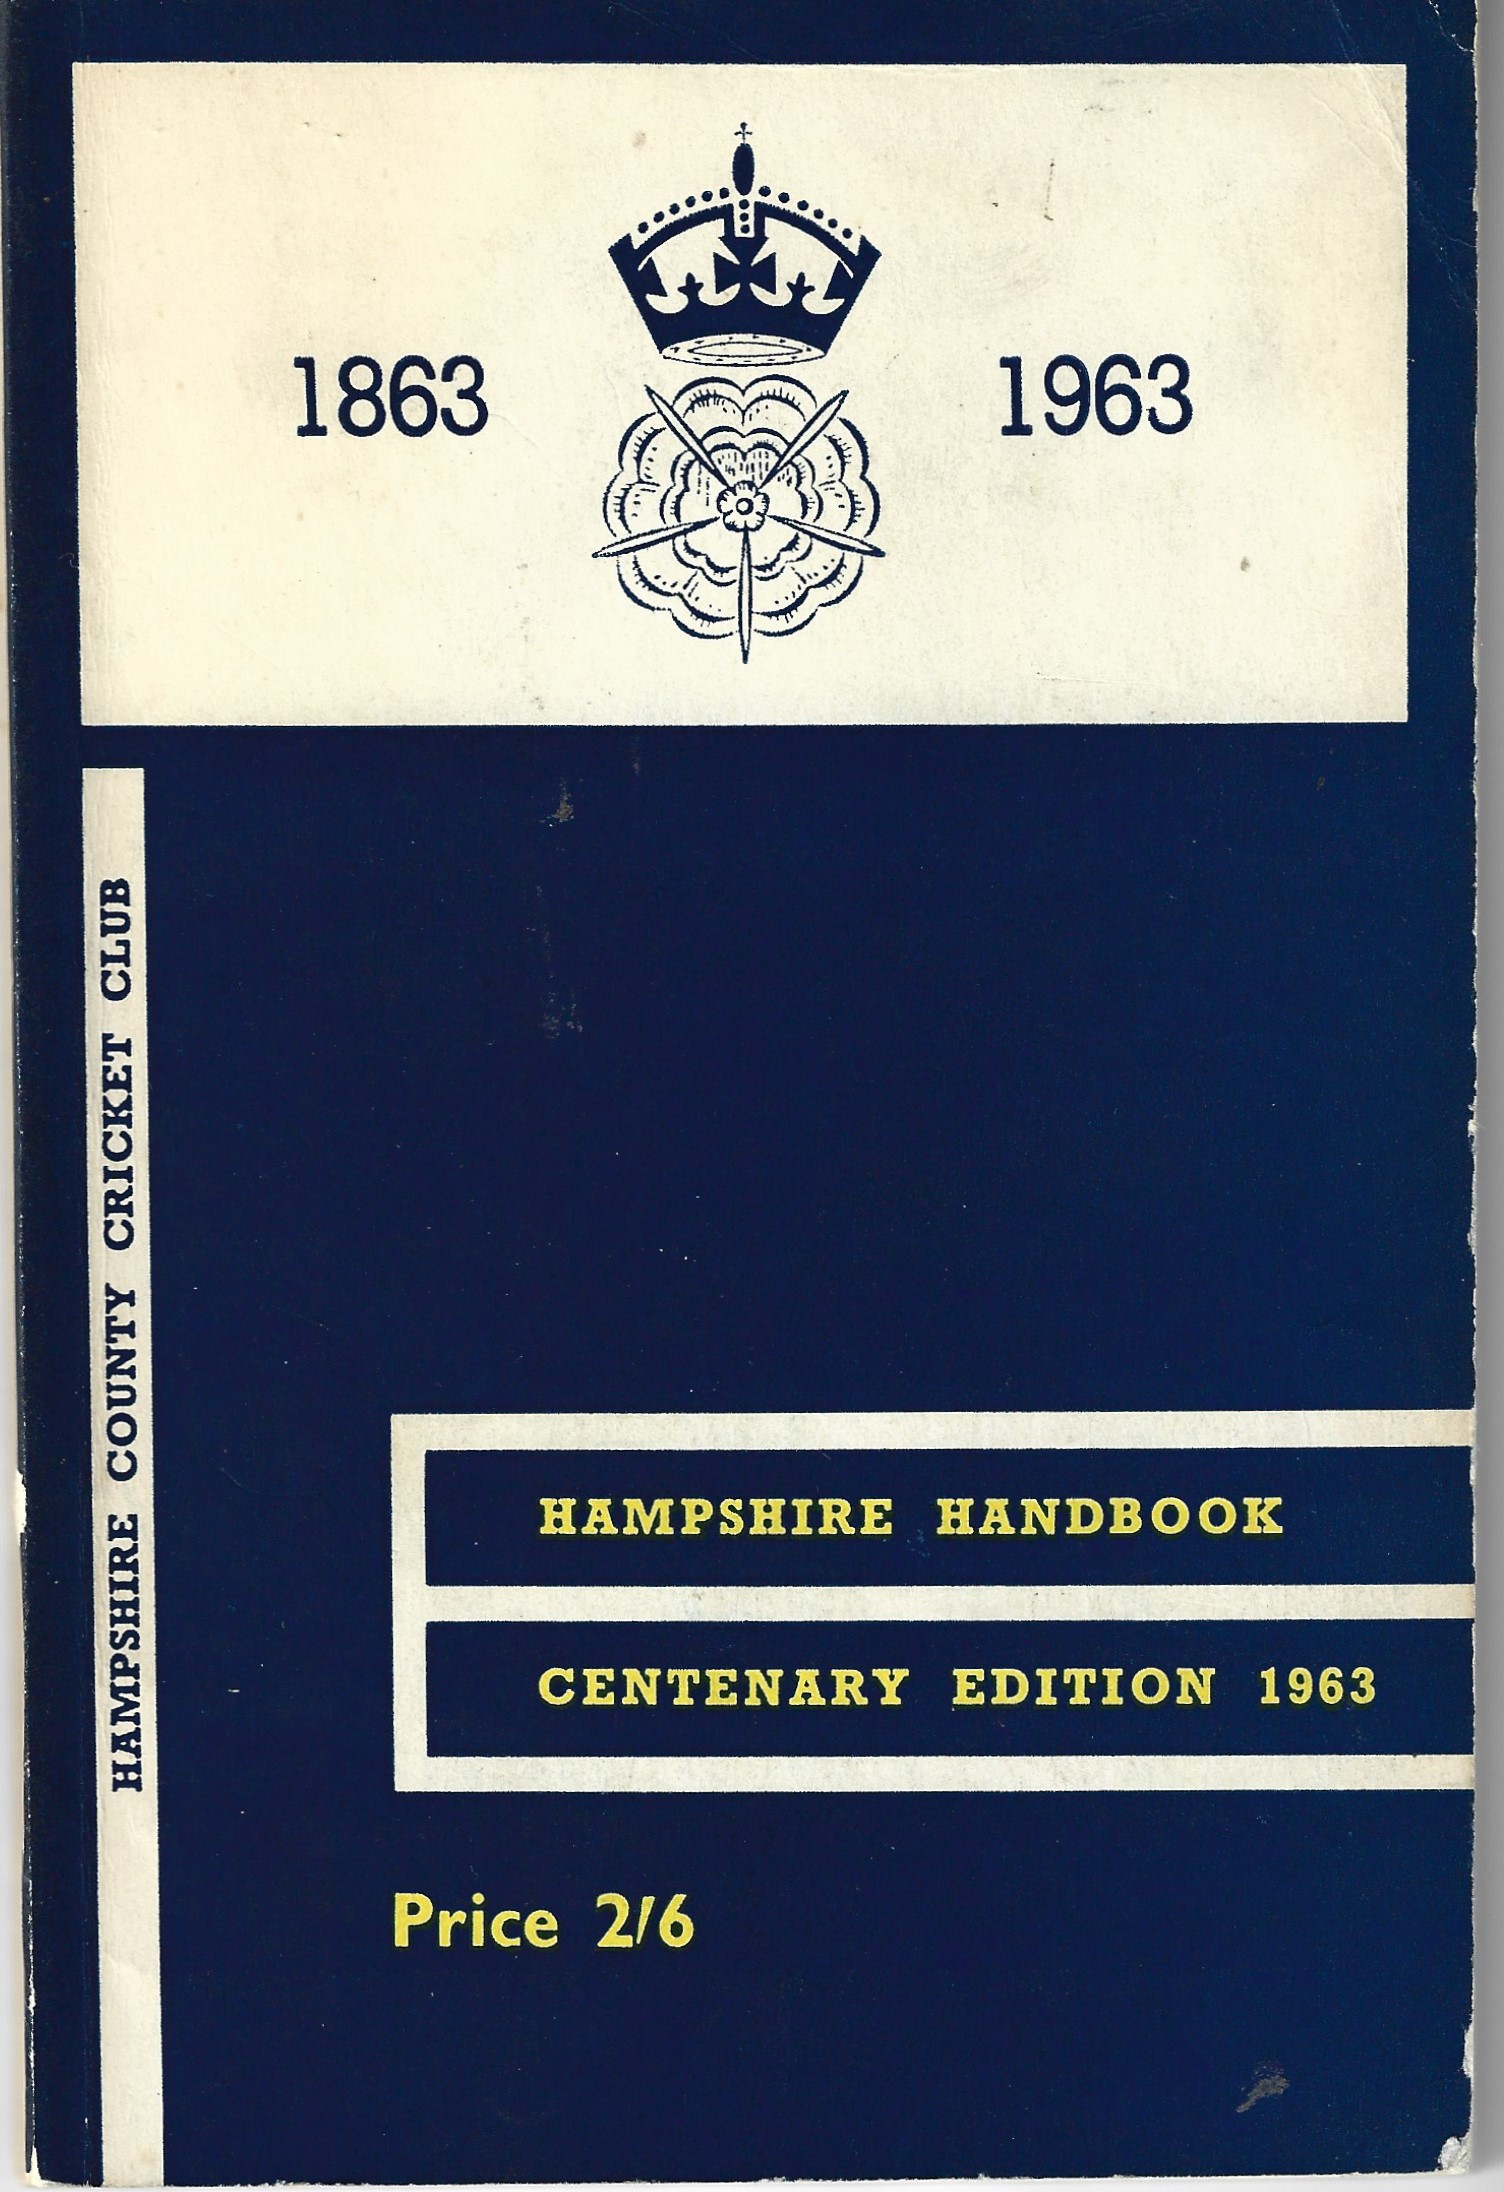 1863 1963
HAMPSHIRE COUNTY CRICKET CLUB
HAMPSHIRE HANDBOOK
CENTENARY EDITION 1963
Price 2/6